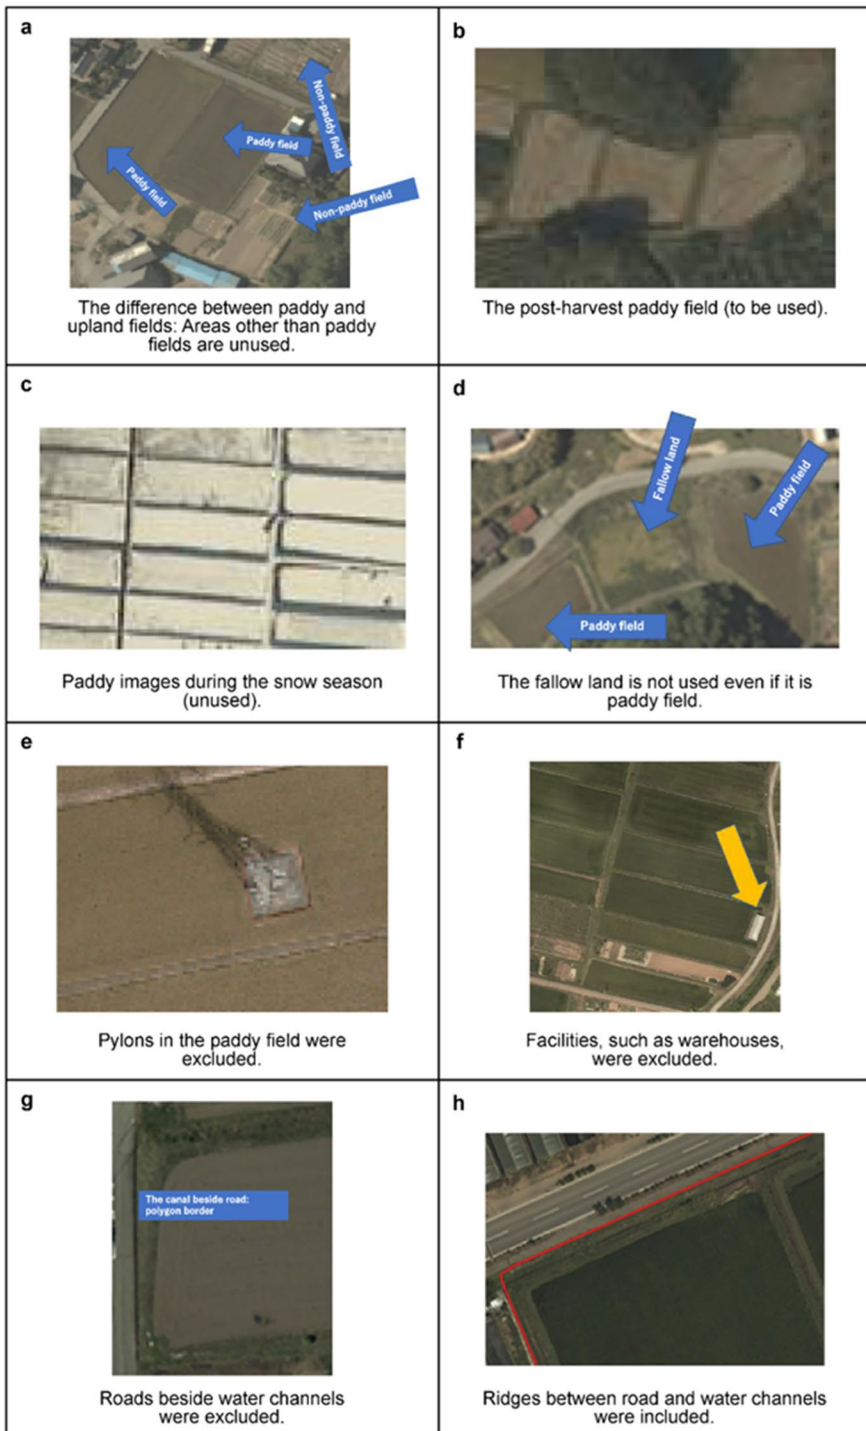 a
Non-paddy field
Paddy field
Paddy field
Non-paddy field
The difference between paddy and
upland fields: Areas other than paddy
fields are unused.
b
The post-harvest paddy field (to be used).
c
Paddy images during the snow season
(unused).
d
Fallow land
Paddy field
Paddy field
The fallow land is not used even if it is
paddy field.
e
Pylons in the paddy field were
excluded.
f
Facilities, such as warehouses,
were excluded.
g
The canal beside road:
polygon border
Roads beside water channels
were excluded.
h
Ridges between road and water channels
were included.